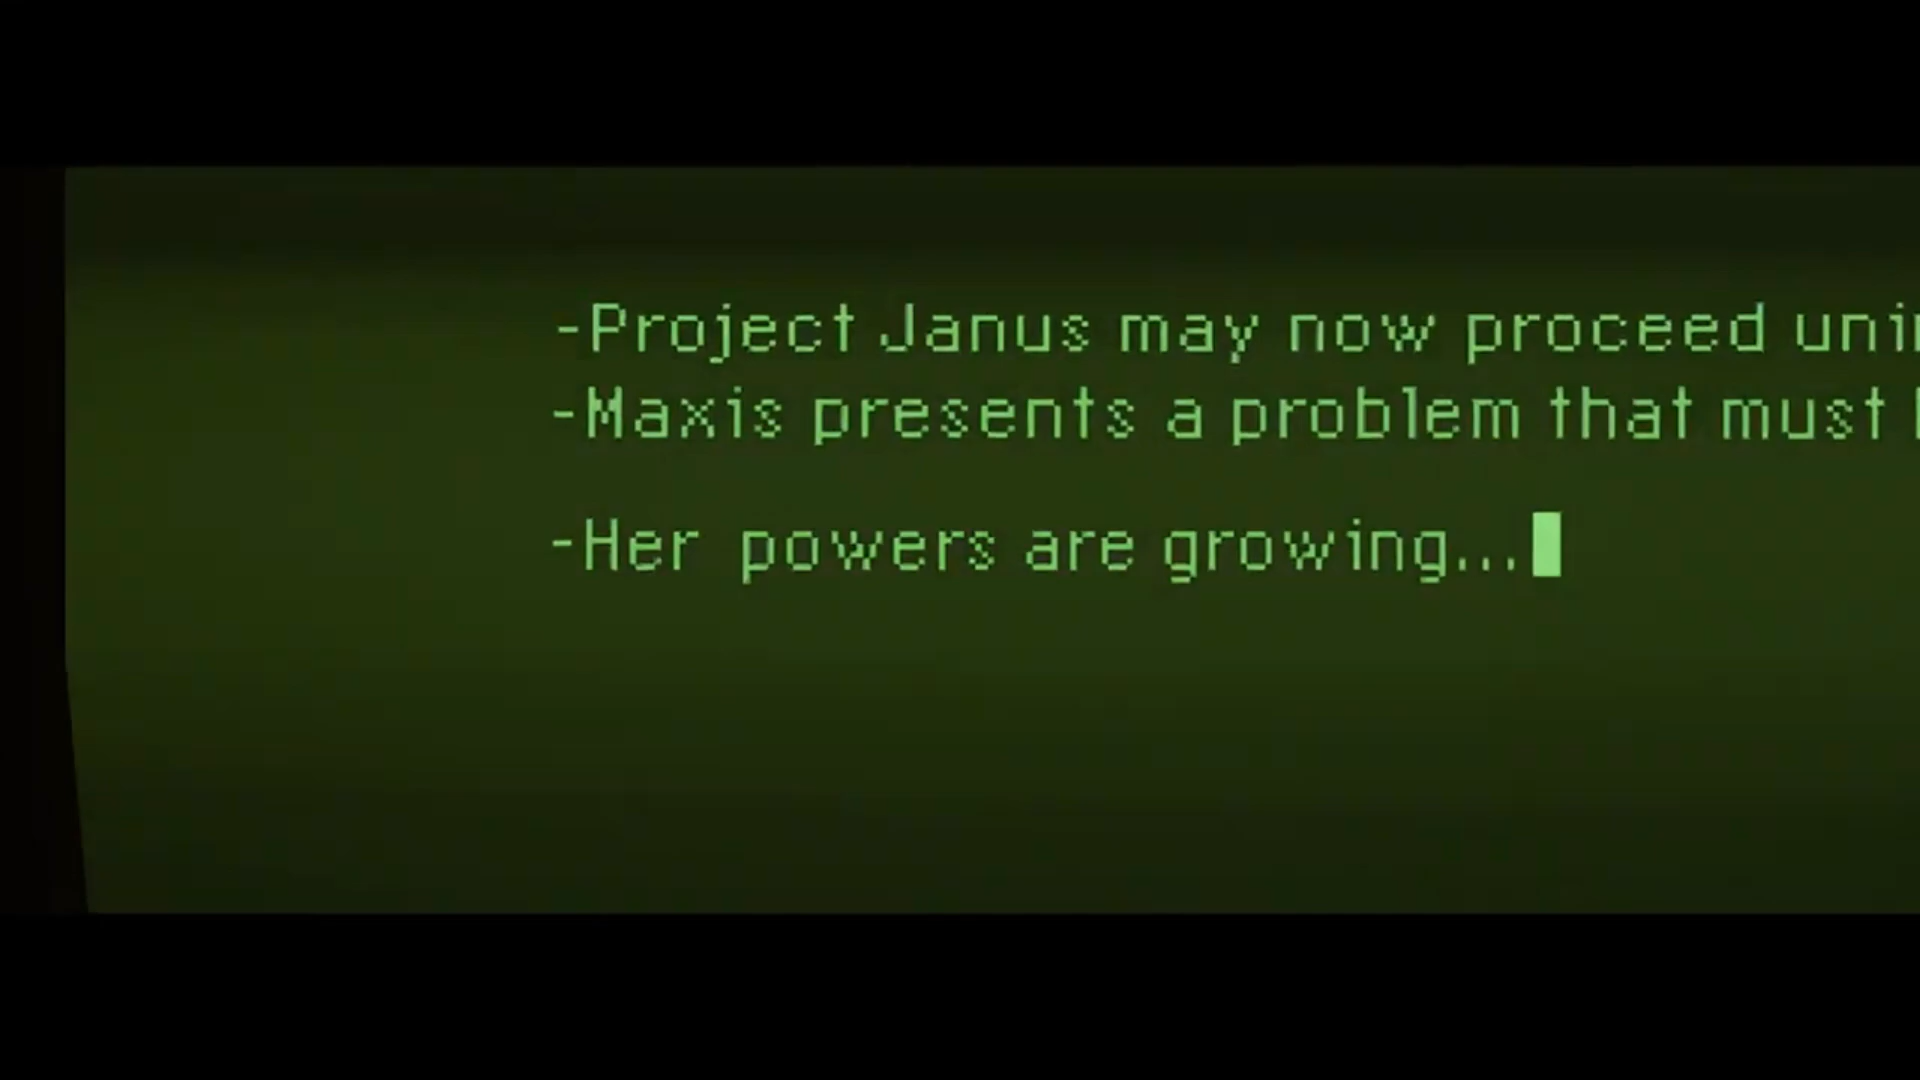 -Project Janus may now proceed
-Maxis presents a problem that must
-Her powers are growing...